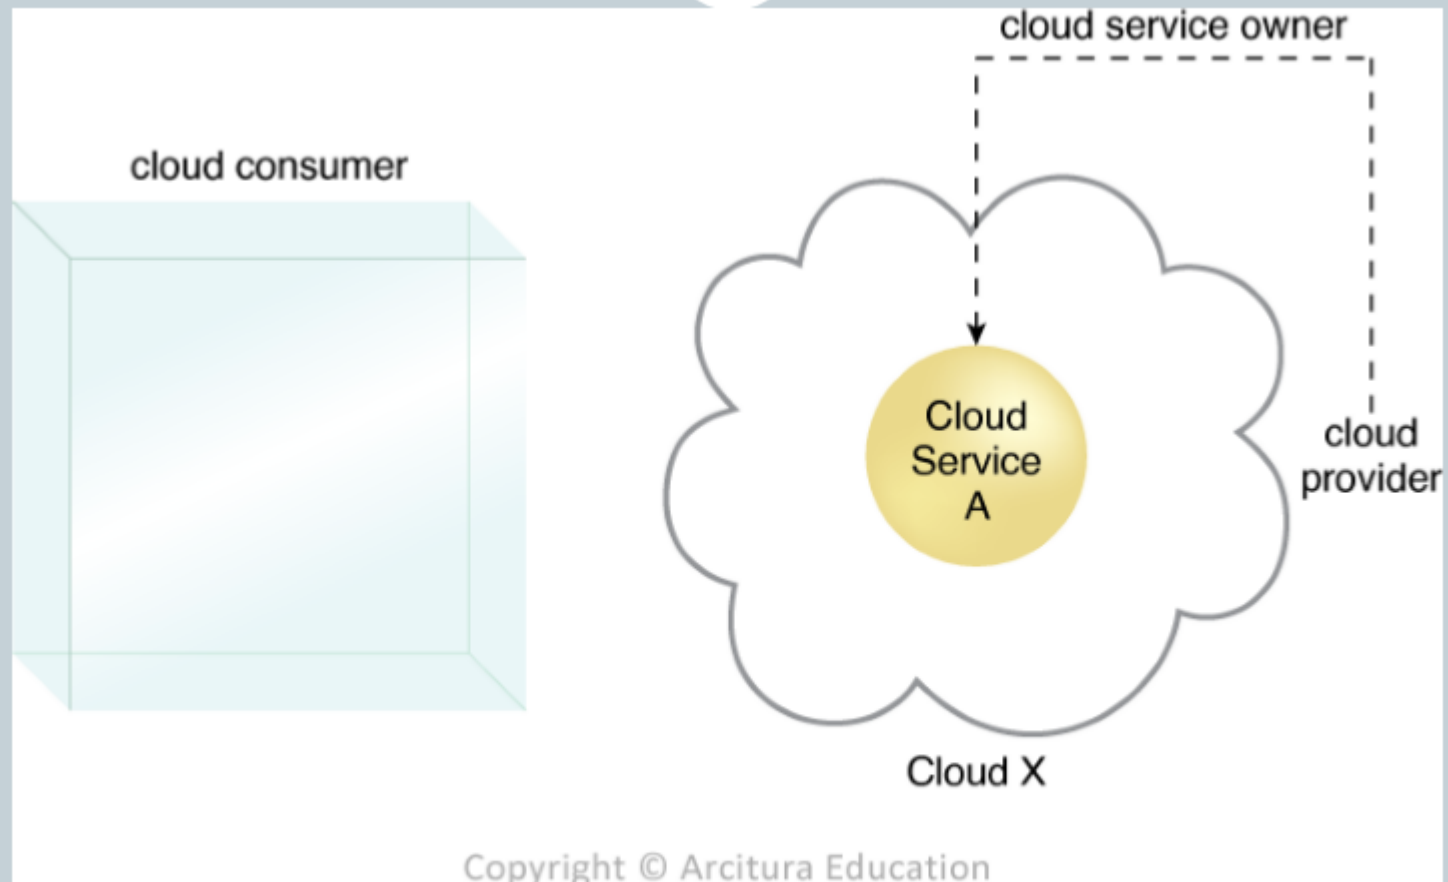 cloud service owner
cloud consumer
Cloud
Service
A
cloud
provider
Cloud X
Copyright © Arcitura Education